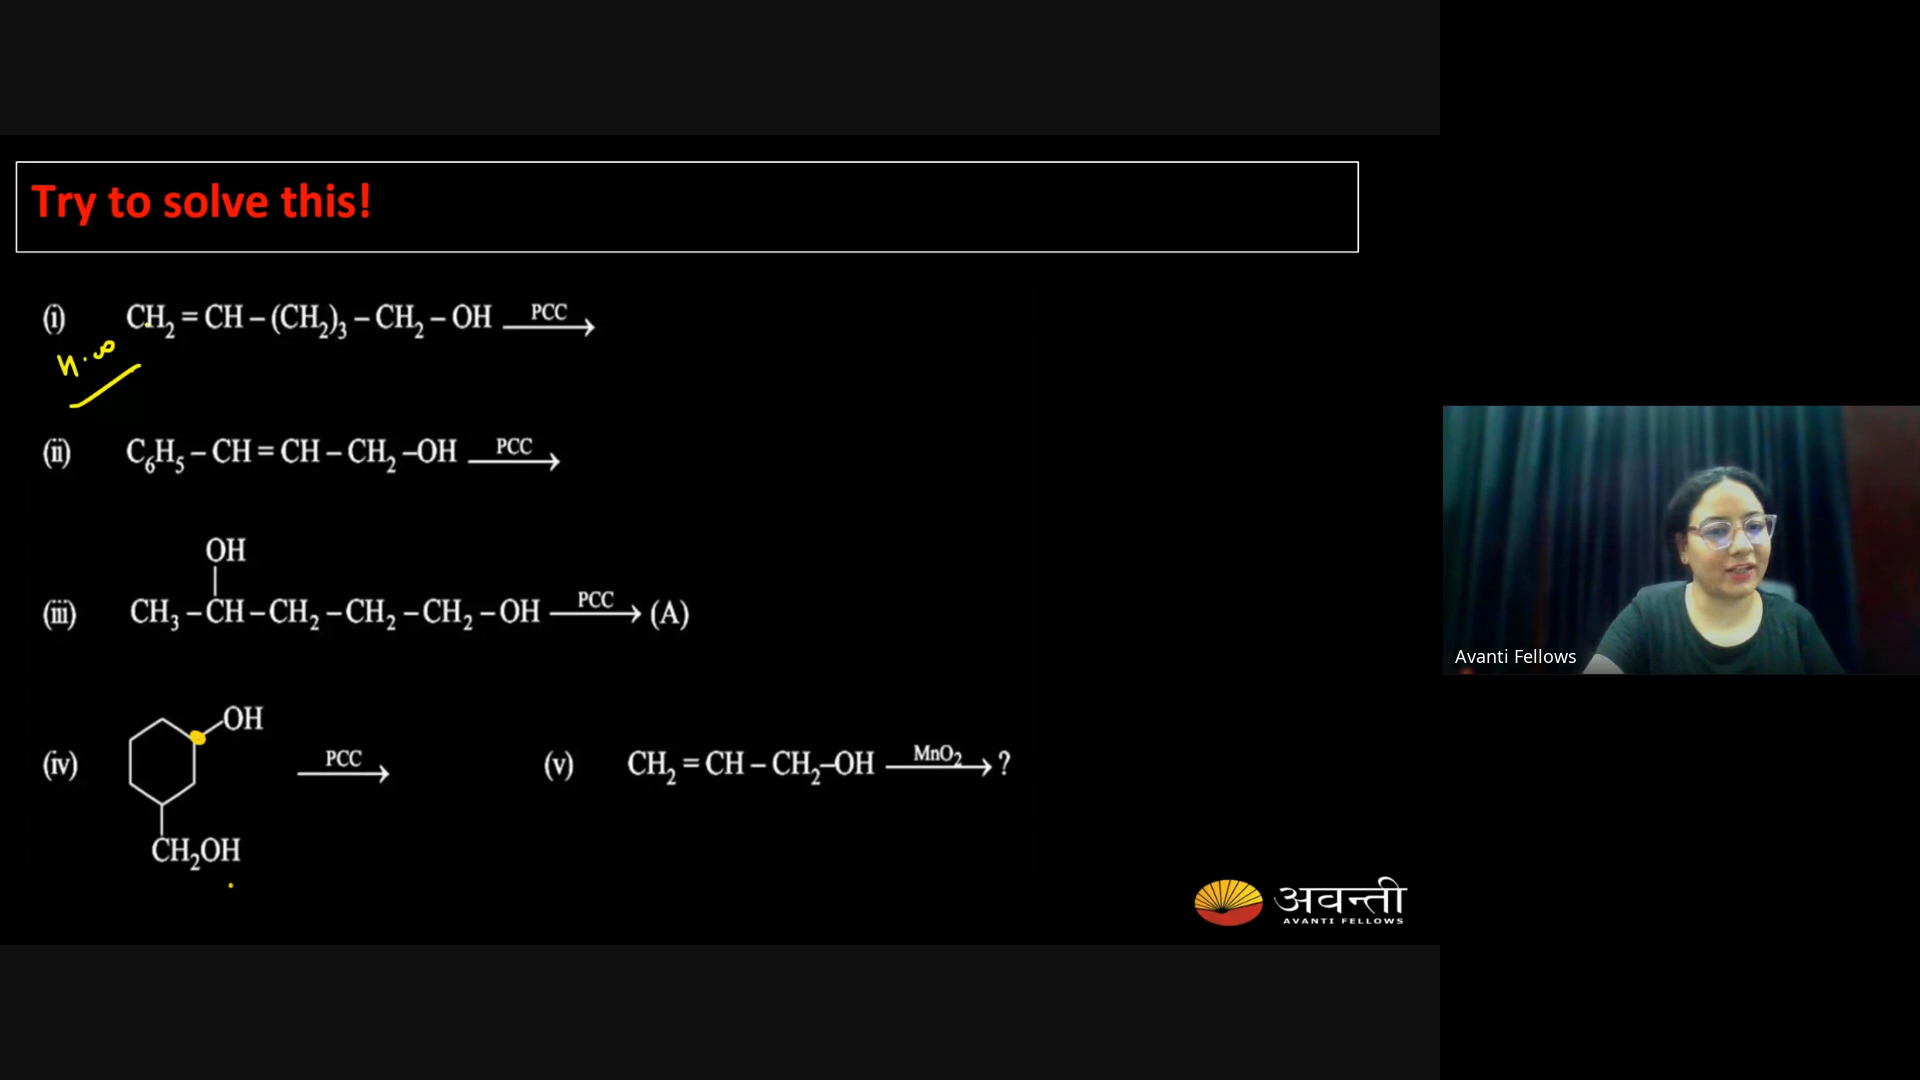 Try to solve this!
(i) CH₂ = CH – (CH₂)₃ – CH₂ – OH —PCC→
(ii) C₆H₅ – CH = CH – CH₂ –OH —PCC→
OH
(iii) CH₃ – CH – CH₂ – CH₂ – CH₂ – OH —PCC→ (A)
OH
(iv) PCC→ (v) CH₂ = CH – CH₂–OH —MnO₂→ ?
CH₂OH
अवन्ती
AVANTI FELLOWS
Avanti Fellows